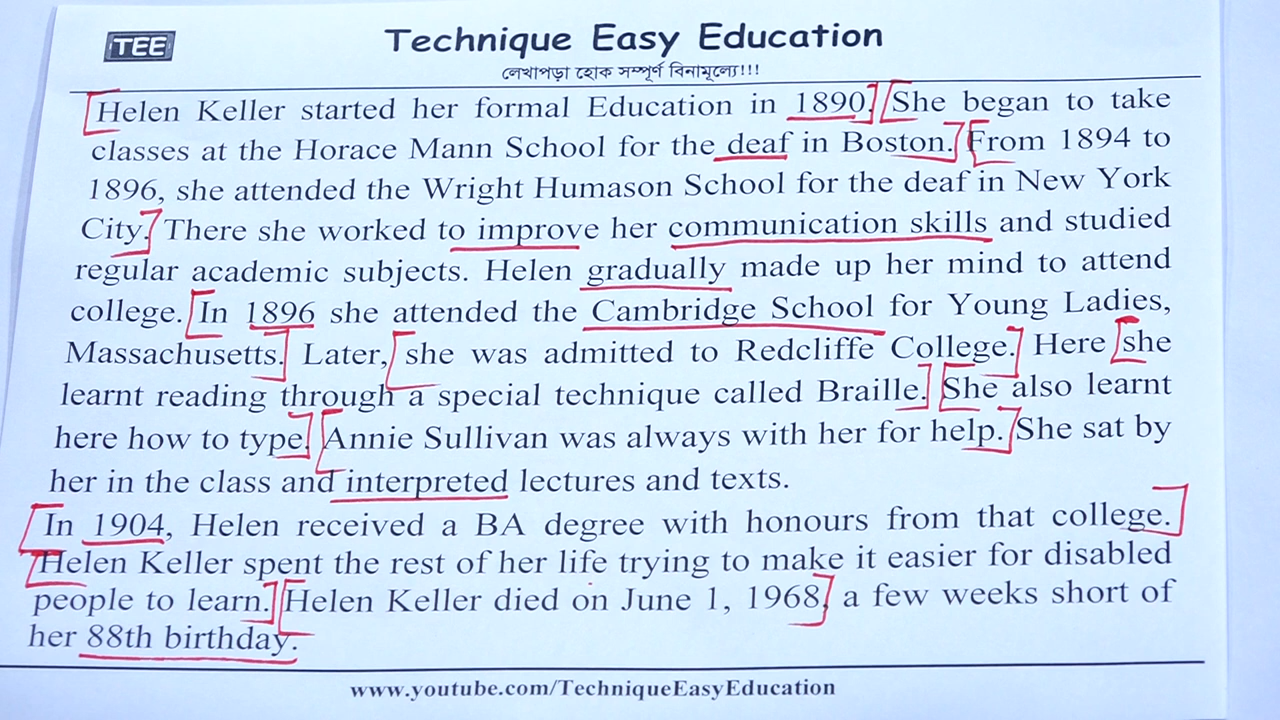 TEE
Technique Easy Education
লেখাপড়া হোক সম্পূর্ণ বিনামূল্যে!!!
Helen Keller started her formal Education in 1890. She began to take
classes at the Horace Mann School for the deaf in Boston. From 1894 to
1896, she attended the Wright Humason School for the deaf in New York
City. There she worked to improve her communication skills and studied
regular academic subjects. Helen gradually made up her mind to attend
college. In 1896 she attended the Cambridge School for Young Ladies,
Massachusetts. Later, she was admitted to Redcliffe College. Here she
learnt reading through a special technique called Braille. She also learnt
here how to type. Annie Sullivan was always with her for help. She sat by
her in the class and interpreted lectures and texts.
In 1904, Helen received a BA degree with honours from that college.
Helen Keller spent the rest of her life trying to make it easier for disabled
people to learn. Helen Keller died on June 1, 1968, a few weeks short of
her 88th birthday.
www.youtube.com/TechniqueEasyEducation